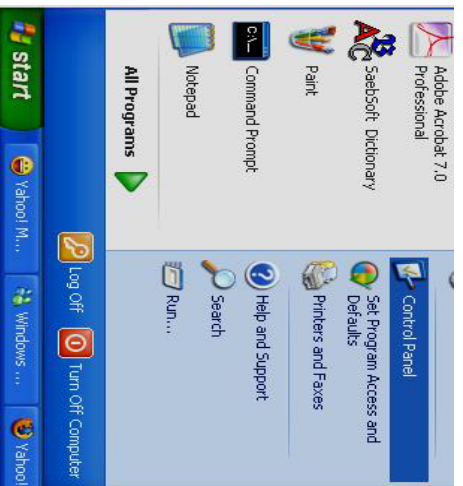 Adobe Acrobat 7.0
Professional
SaebSoft Dictionary
Paint
Command Prompt
Notepad
All Programs
Control Panel
Set Program Access and
Defaults
Printers and Faxes
Help and Support
Search
Run...
Log Off
Turn Off Computer
start
Yahoo! M...
Windows ...
Yahoo!